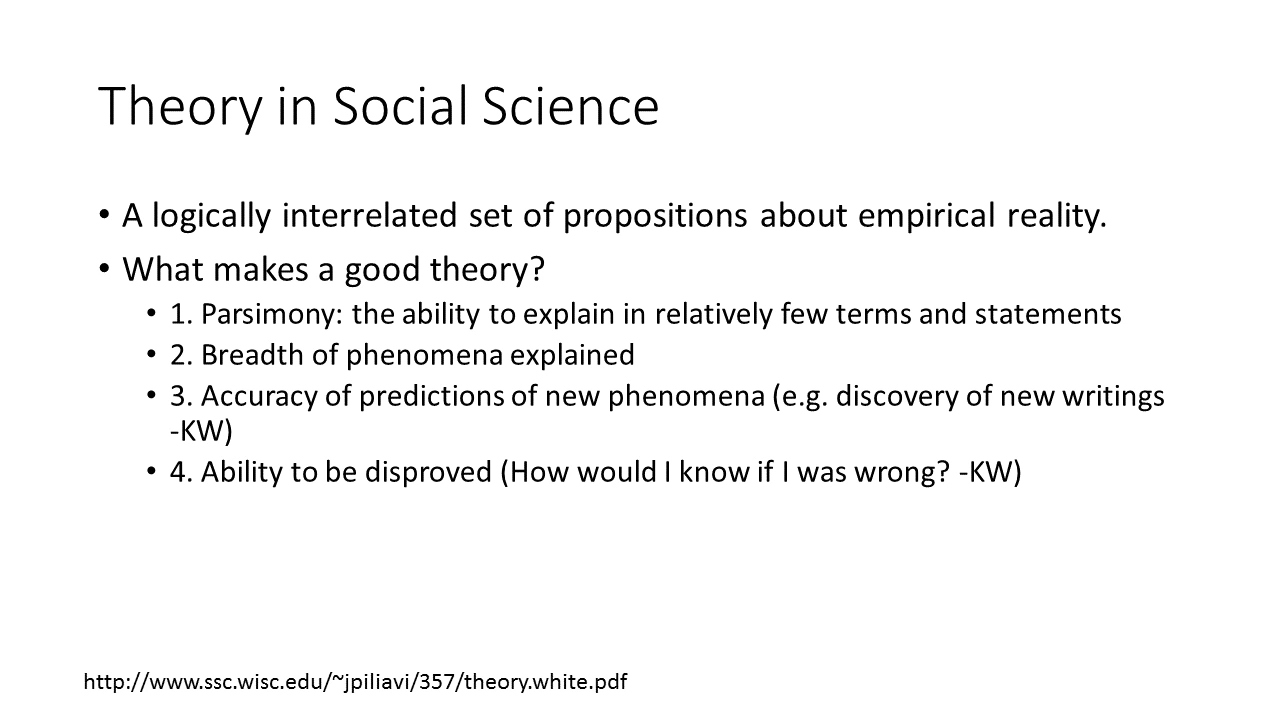 Theory in Social Science
• A logically interrelated set of propositions about empirical reality.
• What makes a good theory?
• 1. Parsimony: the ability to explain in relatively few terms and statements
• 2. Breadth of phenomena explained
• 3. Accuracy of predictions of new phenomena (e.g. discovery of new writings
-KW)
• 4. Ability to be disproved (How would I know if I was wrong? -KW)
http://www.ssc.wisc.edu/~jpiliavi/357/theory.white.pdf